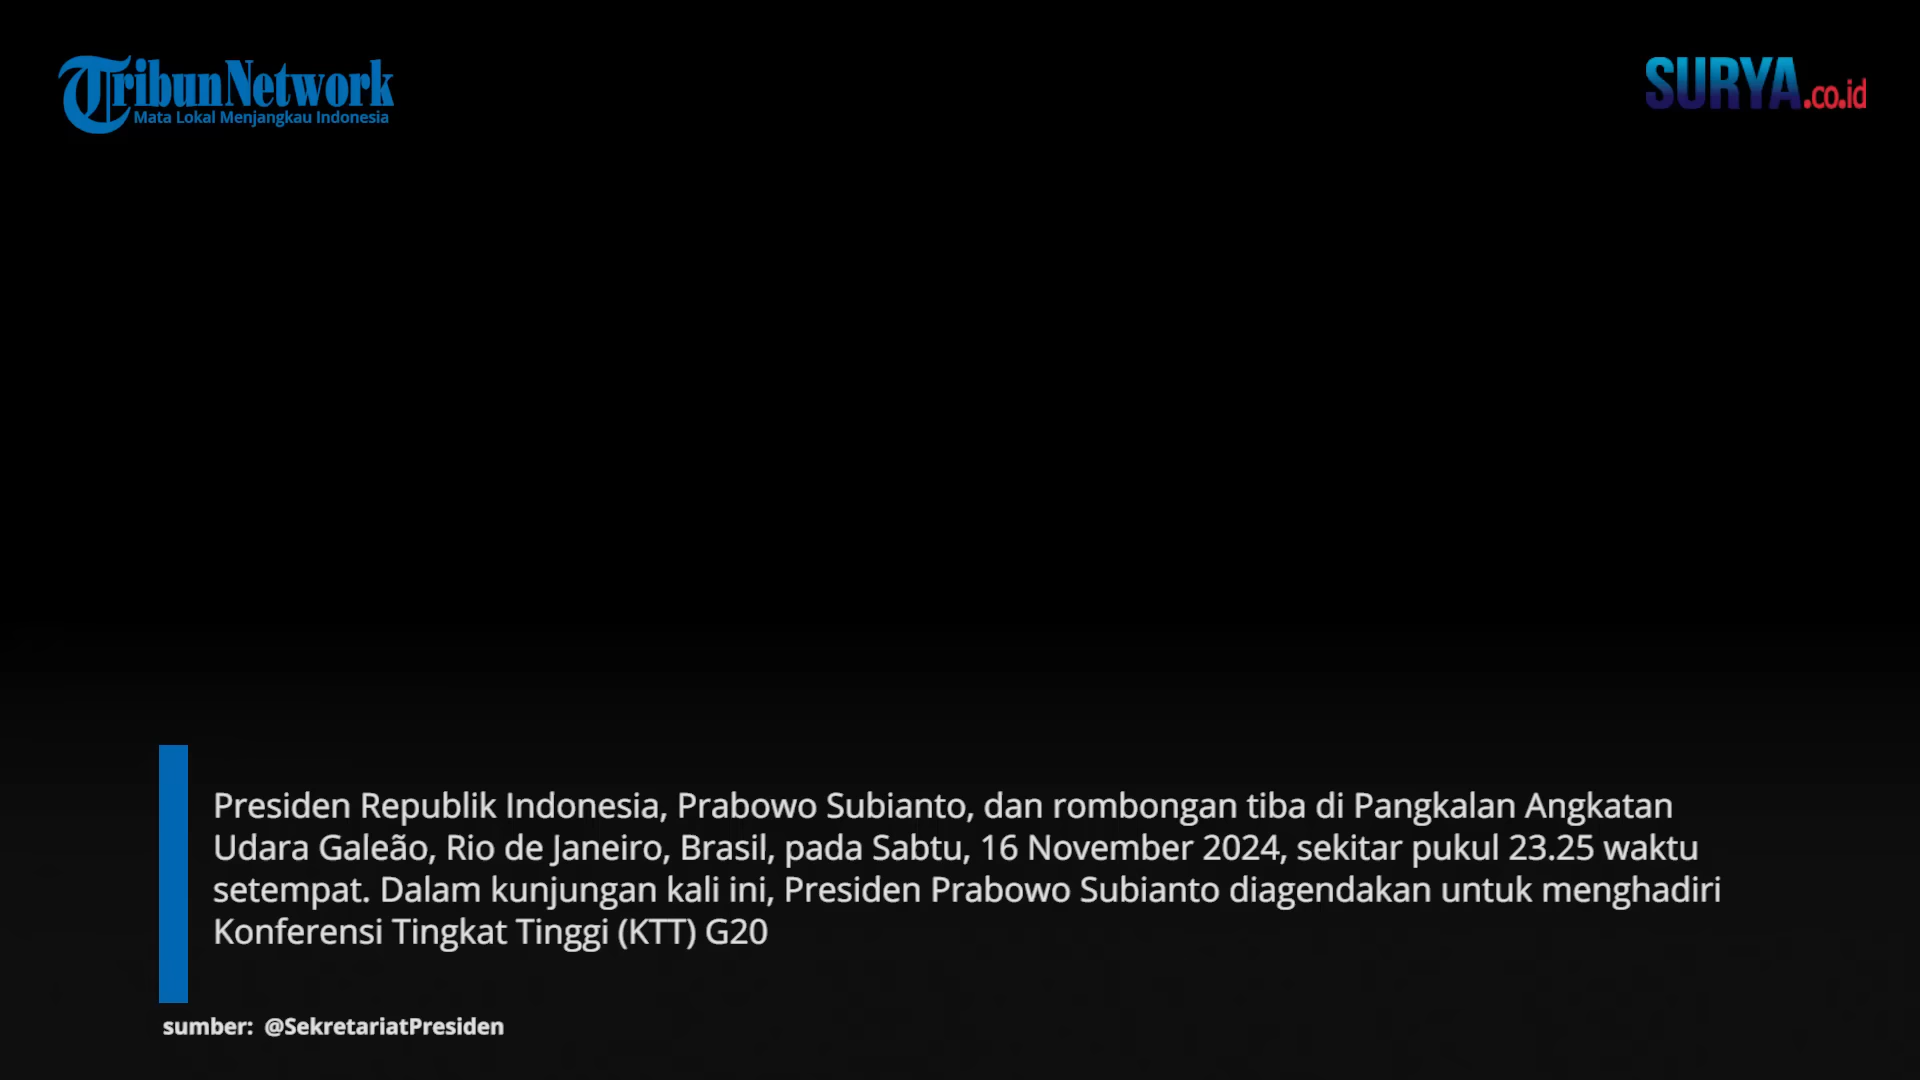 TribunNetwork
Mata Lokal Menjangkau Indonesia
SURYA.co.id
Presiden Republik Indonesia, Prabowo Subianto, dan rombongan tiba di Pangkalan Angkatan
Udara Galeão, Rio de Janeiro, Brasil, pada Sabtu, 16 November 2024, sekitar pukul 23.25 waktu
setempat. Dalam kunjungan kali ini, Presiden Prabowo Subianto diagendakan untuk menghadiri
Konferensi Tingkat Tinggi (KTT) G20
sumber: @SekretariatPresiden